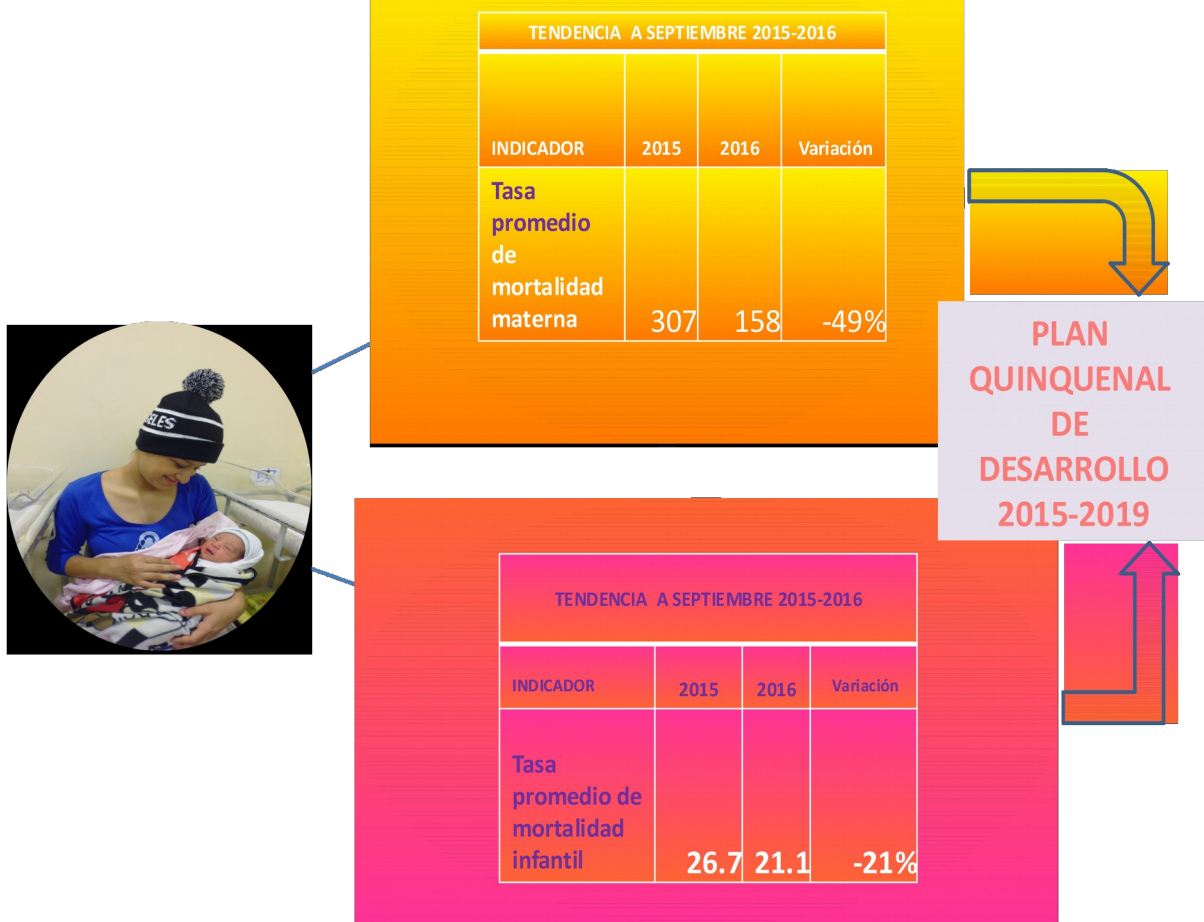 TENDENCIA A SEPTIEMBRE 2015-2016
INDICADOR 2015 2016 Variación
Tasa
promedio
de
mortalidad
materna 307 158 -49%
PLAN
QUINQUENAL
DE
DESARROLLO
2015-2019
ELES
TENDENCIA A SEPTIEMBRE 2015-2016
INDICADOR 2015 2016 Variación
Tasa
promedio de
mortalidad
infantil 26.7 21.1 -21%